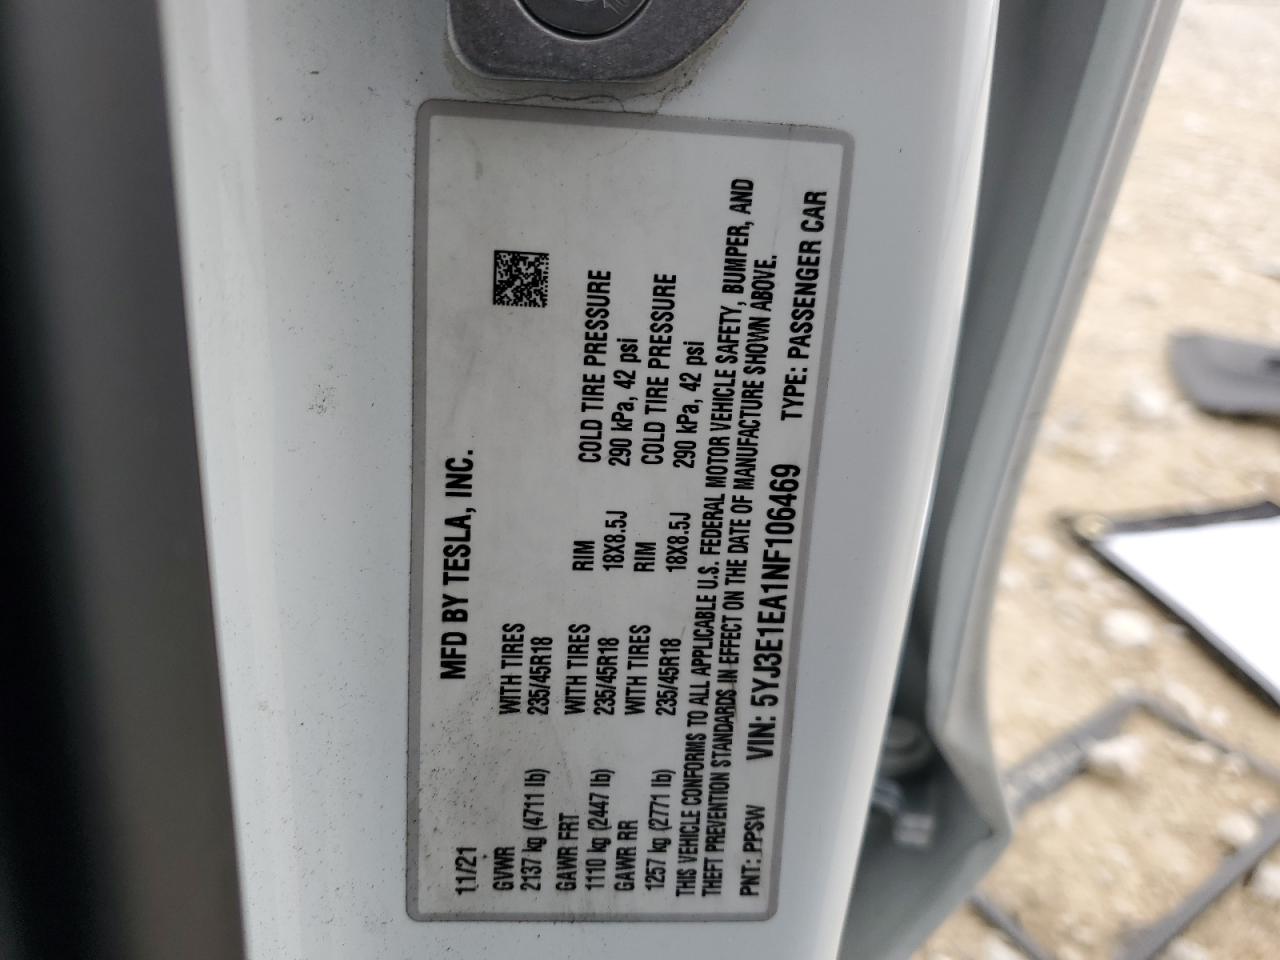 MFD BY TESLA, INC.
11/21
GVWR WITH TIRES
2137 kg (4711 lb) 235/45R18
GAWR FRT WITH TIRES RIM COLD TIRE PRESSURE
1110 kg (2447 lb) 235/45R18 18X8.5J 290 kPa, 42 psi
GAWR RR WITH TIRES RIM COLD TIRE PRESSURE
1257 kg (2771 lb) 235/45R18 18X8.5J 290 kPa, 42 psi
THIS VEHICLE CONFORMS TO ALL APPLICABLE U.S. FEDERAL MOTOR VEHICLE SAFETY, BUMPER, AND
THEFT PREVENTION STANDARDS IN EFFECT ON THE DATE OF MANUFACTURE SHOWN ABOVE.
PNT: PPSW VIN: 5YJ3E1EA1NF106469 TYPE: PASSENGER CAR